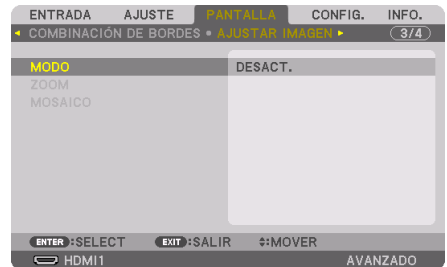 ENTRADA AJUSTE PANTALLA CONFIG. INFO.
COMBINACIÓN DE BORDES • AJUSTAR IMAGEN 3/4
MODO DESACT.
ZOOM
MOSAICO
ENTER :SELECT EXIT :SALIR :MOVER
HDMI1 AVANZADO